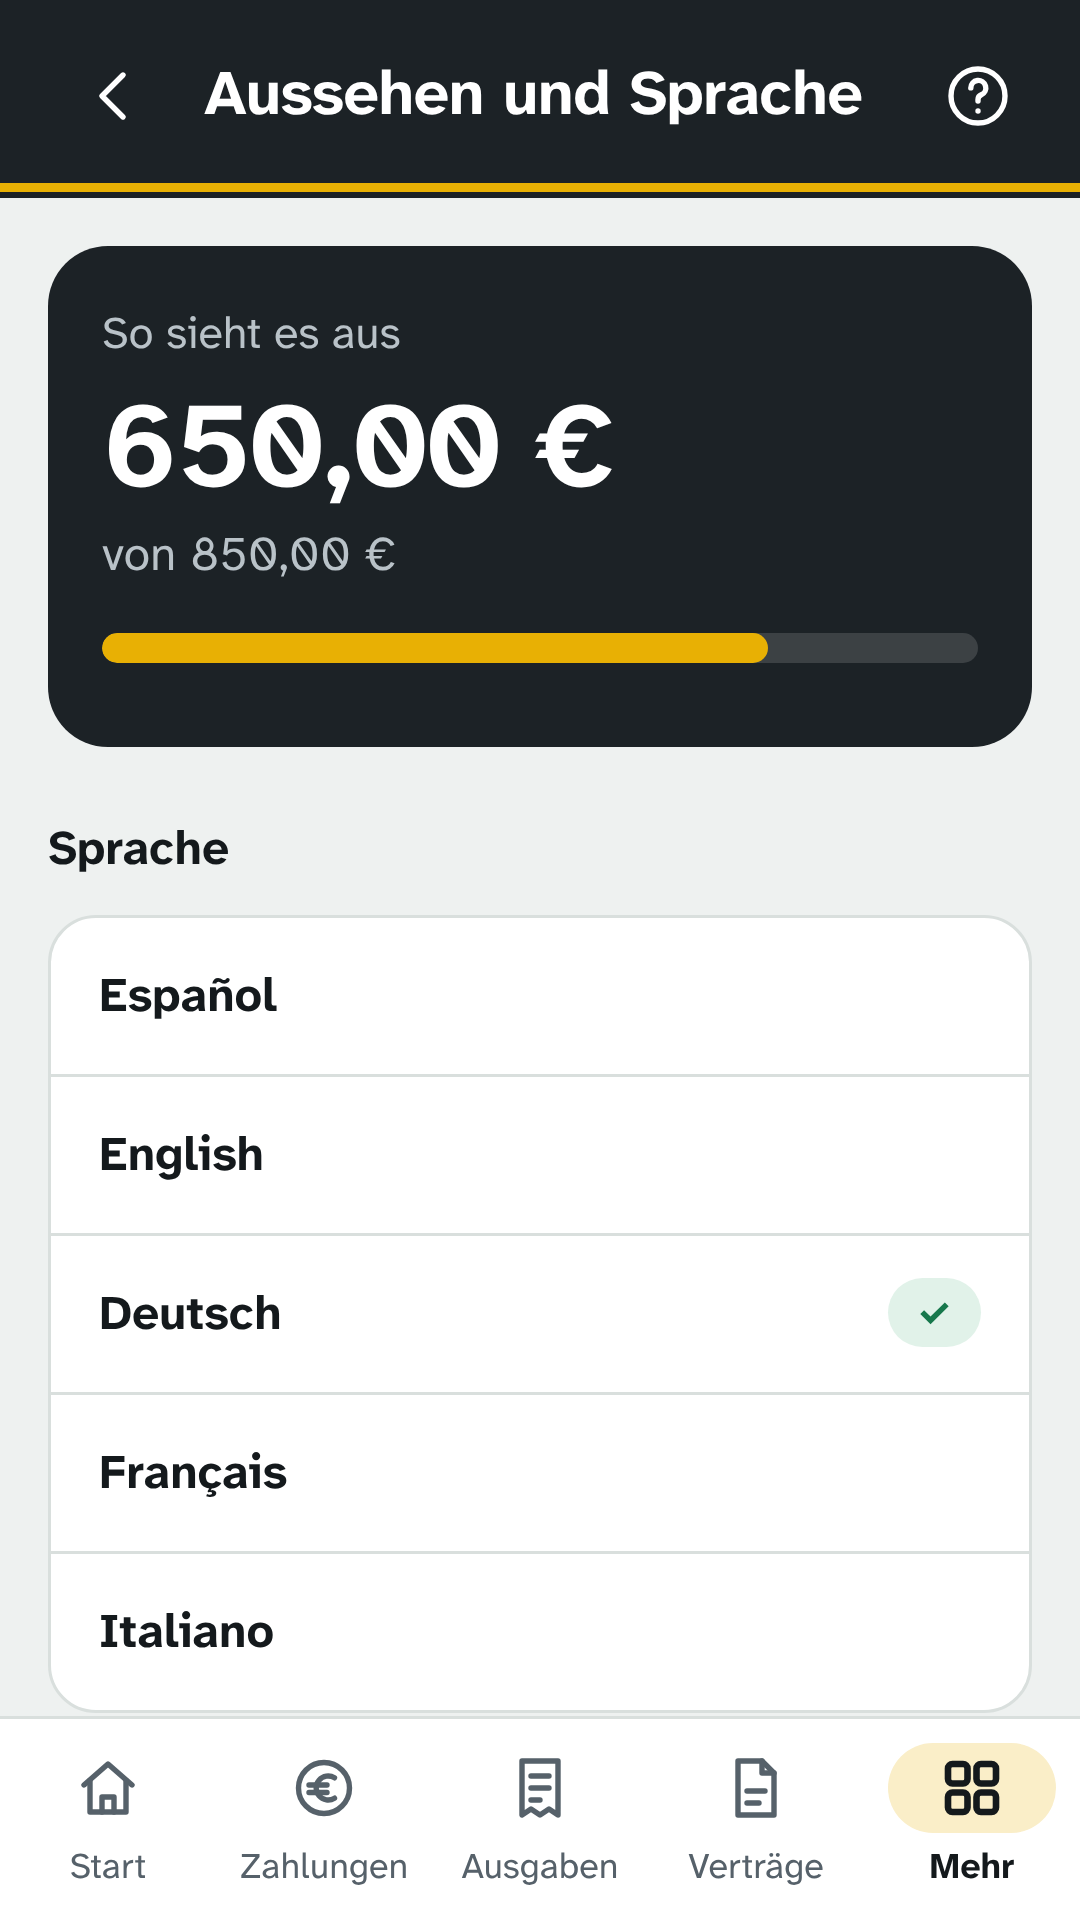 Aussehen und Sprache
So sieht es aus
650,00 €
von 850,00 €
Sprache
Español
English
Deutsch
Français
Italiano
Start
Zahlungen
Ausgaben
Verträge
Mehr